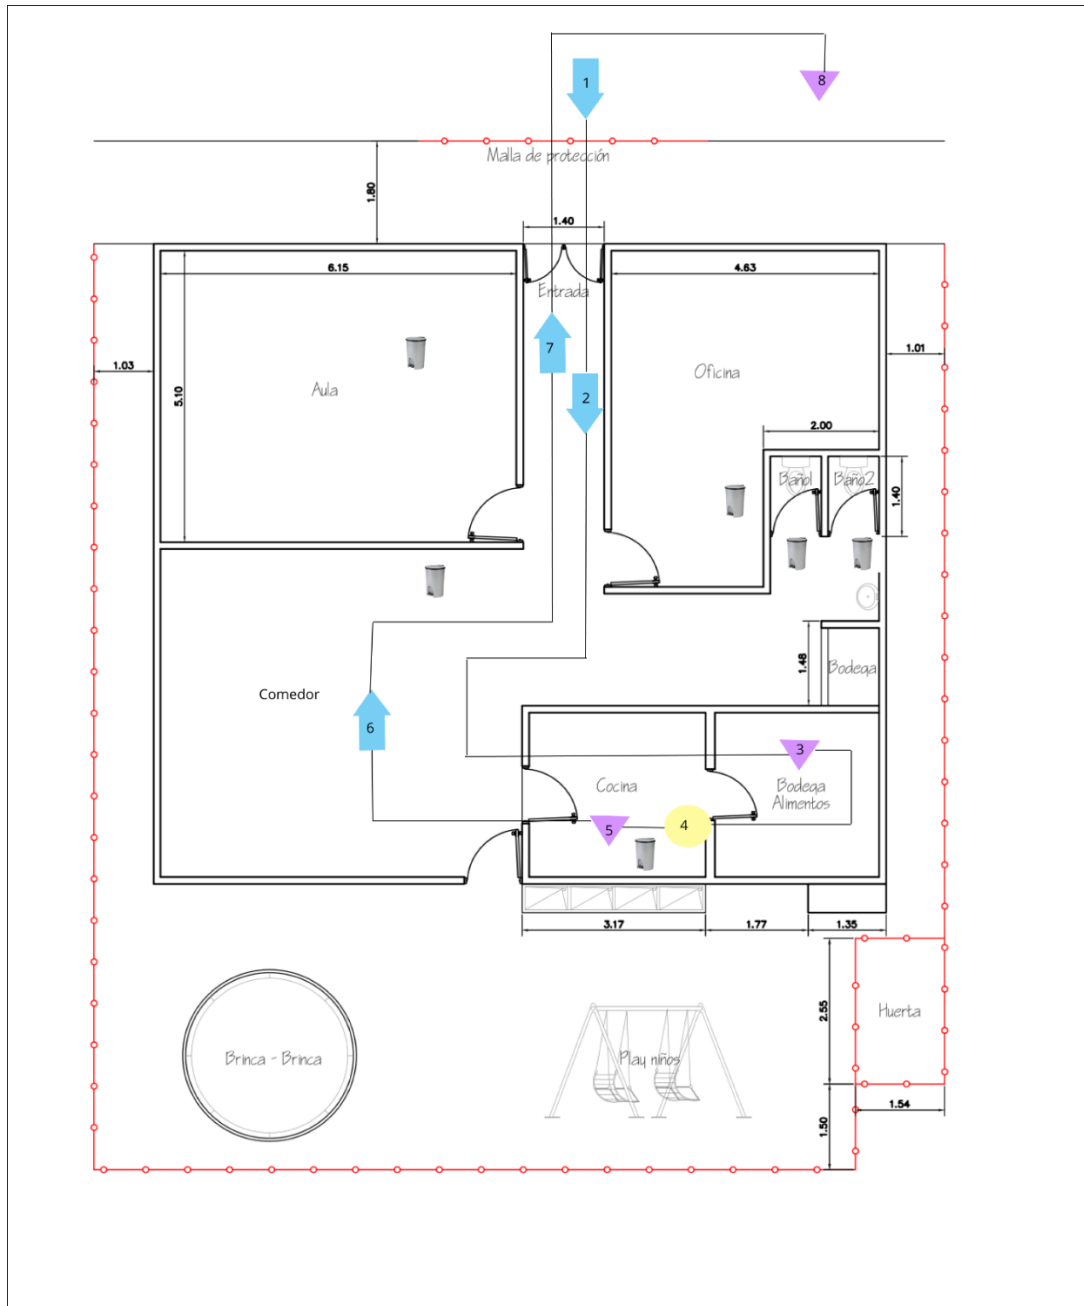 8
1
Malla de protección
1.80
1.40
6.15
4.63
Entrada
7
1.03
1.01
Oficina
Aula
5.10
2
2.00
Baño1
Baño2
1.40
Comedor
1.48
Bodega
6
3
Cocina
Bodega
Alimentos
4
5
3.17
1.77
1.35
2.55
Huerta
Brinca - Brinca
Play niños
1.54
1.50